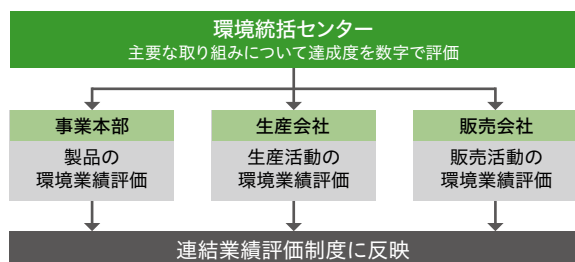 環境統括センター
主要な取り組みについて達成度を数字で評価
事業本部
製品の
環境業績評価
生産会社
生産活動の
環境業績評価
販売会社
販売活動の
環境業績評価
連結業績評価制度に反映